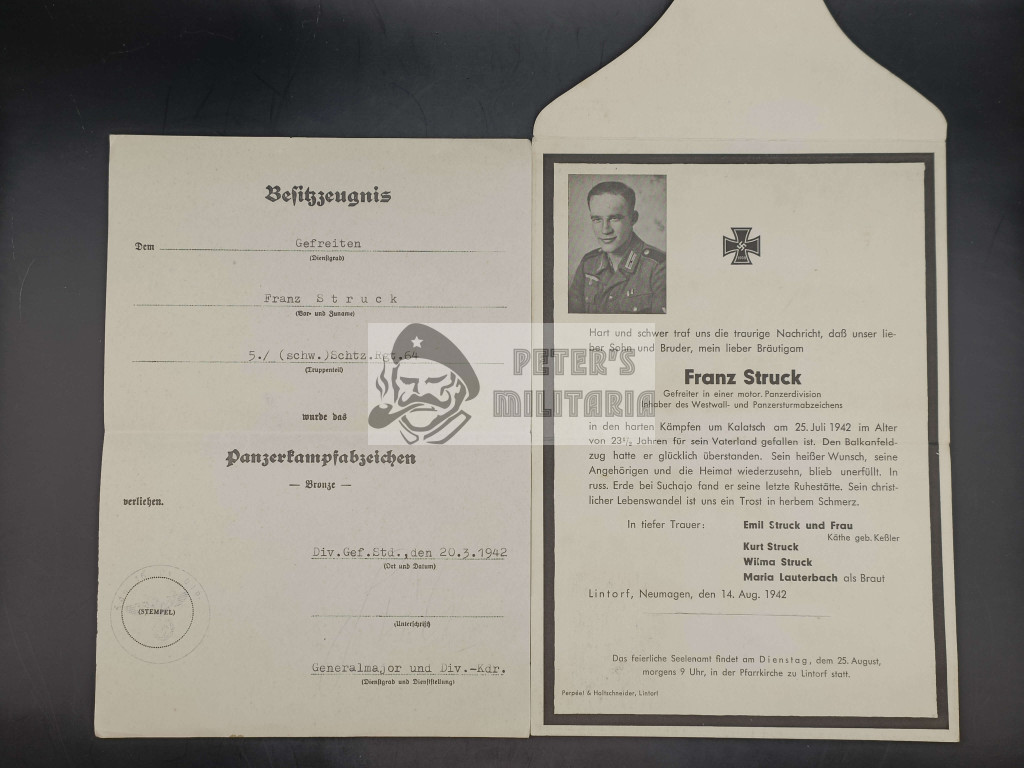 Besitzzeugnis
Dem Gefreiten
(Dienstgrad)
Franz Struck
(Vor- und Zuname)
5./ (schw.)Schtz.Rgt.64
(Truppenteil)
wurde das
Panzerkampfabzeichen
— Bronze —
verliehen.
Div.Gef.Std.,den 20.3.1942
(Ort und Datum)
(Unterschrift)
(STEMPEL)
Generalmajor und Div.-Kdr.
(Dienstgrad und Dienststellung)
PETER'S
MILITARIA
Hart und schwer traf uns die traurige Nachricht, daß unser lie-
ber Sohn und Bruder, mein lieber Bräutigam
Franz Struck
Gefreiter in einer motor. Panzerdivision
Inhaber des Westwall- und Panzersturmabzeichens
in den harten Kämpfen um Kalatsch am 25. Juli 1942 im Alter
von Jahren für sein Vaterland gefallen ist. Den Balkanfeld-
zug hatte er glücklich überstanden. Sein heißer Wunsch, seine
Angehörigen und die Heimat wiederzusehn, blieb unerfüllt. In
russ. Erde bei Suchajo fand er seine letzte Ruhestätte. Sein christ-
licher Lebenswandel ist uns ein Trost in herbem Schmerz.
In tiefer Trauer: Emil Struck und Frau
Käthe geb. Keßler
Kurt Struck
Wilma Struck
Maria Lauterbach als Braut
Lintorf, Neumagen, den 14. Aug. 1942
Das feierliche Seelenamt findet am Dienstag, dem 25. August,
morgens 9 Uhr, in der Pfarrkirche zu Lintorf statt.
Perpéet & Holtschneider, Lintorf